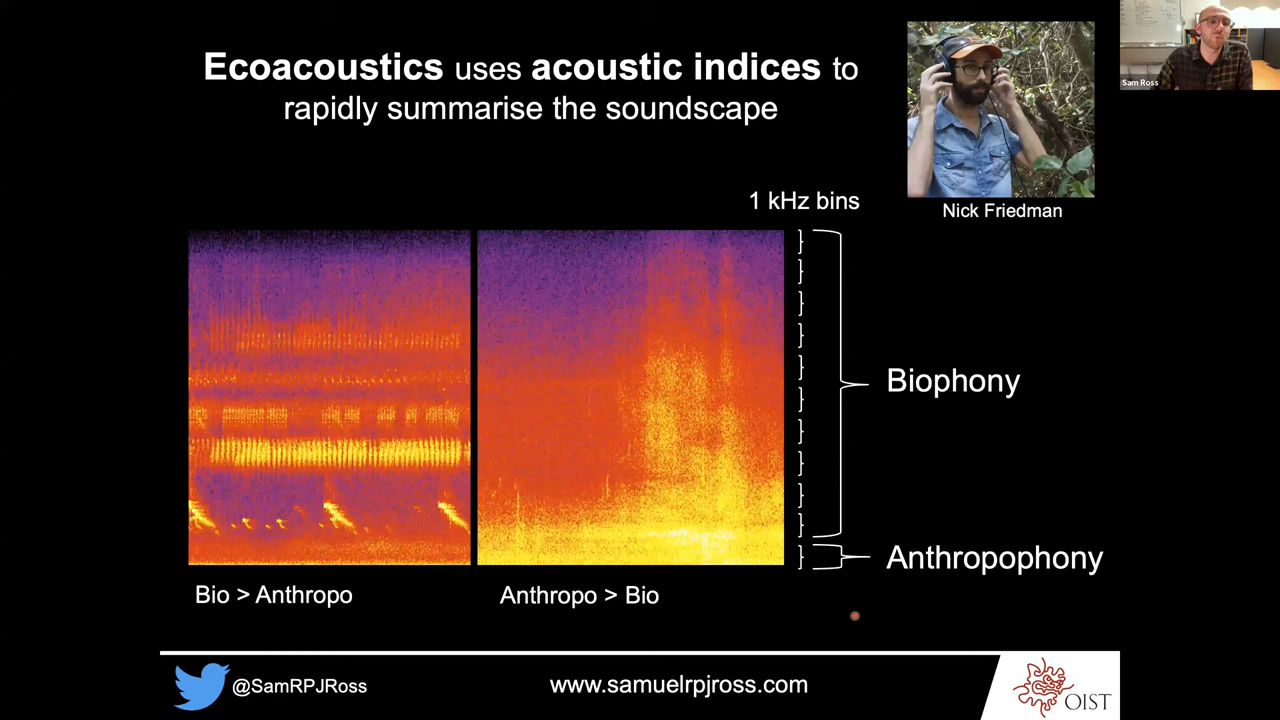 Ecoacoustics uses acoustic indices to
rapidly summarise the soundscape
Sam Ross
Nick Friedman
1 kHz bins
Biophony
Anthropophony
Bio > Anthropo
Anthropo > Bio
@SamRPJRoss
www.samuelrpjross.com
OIST